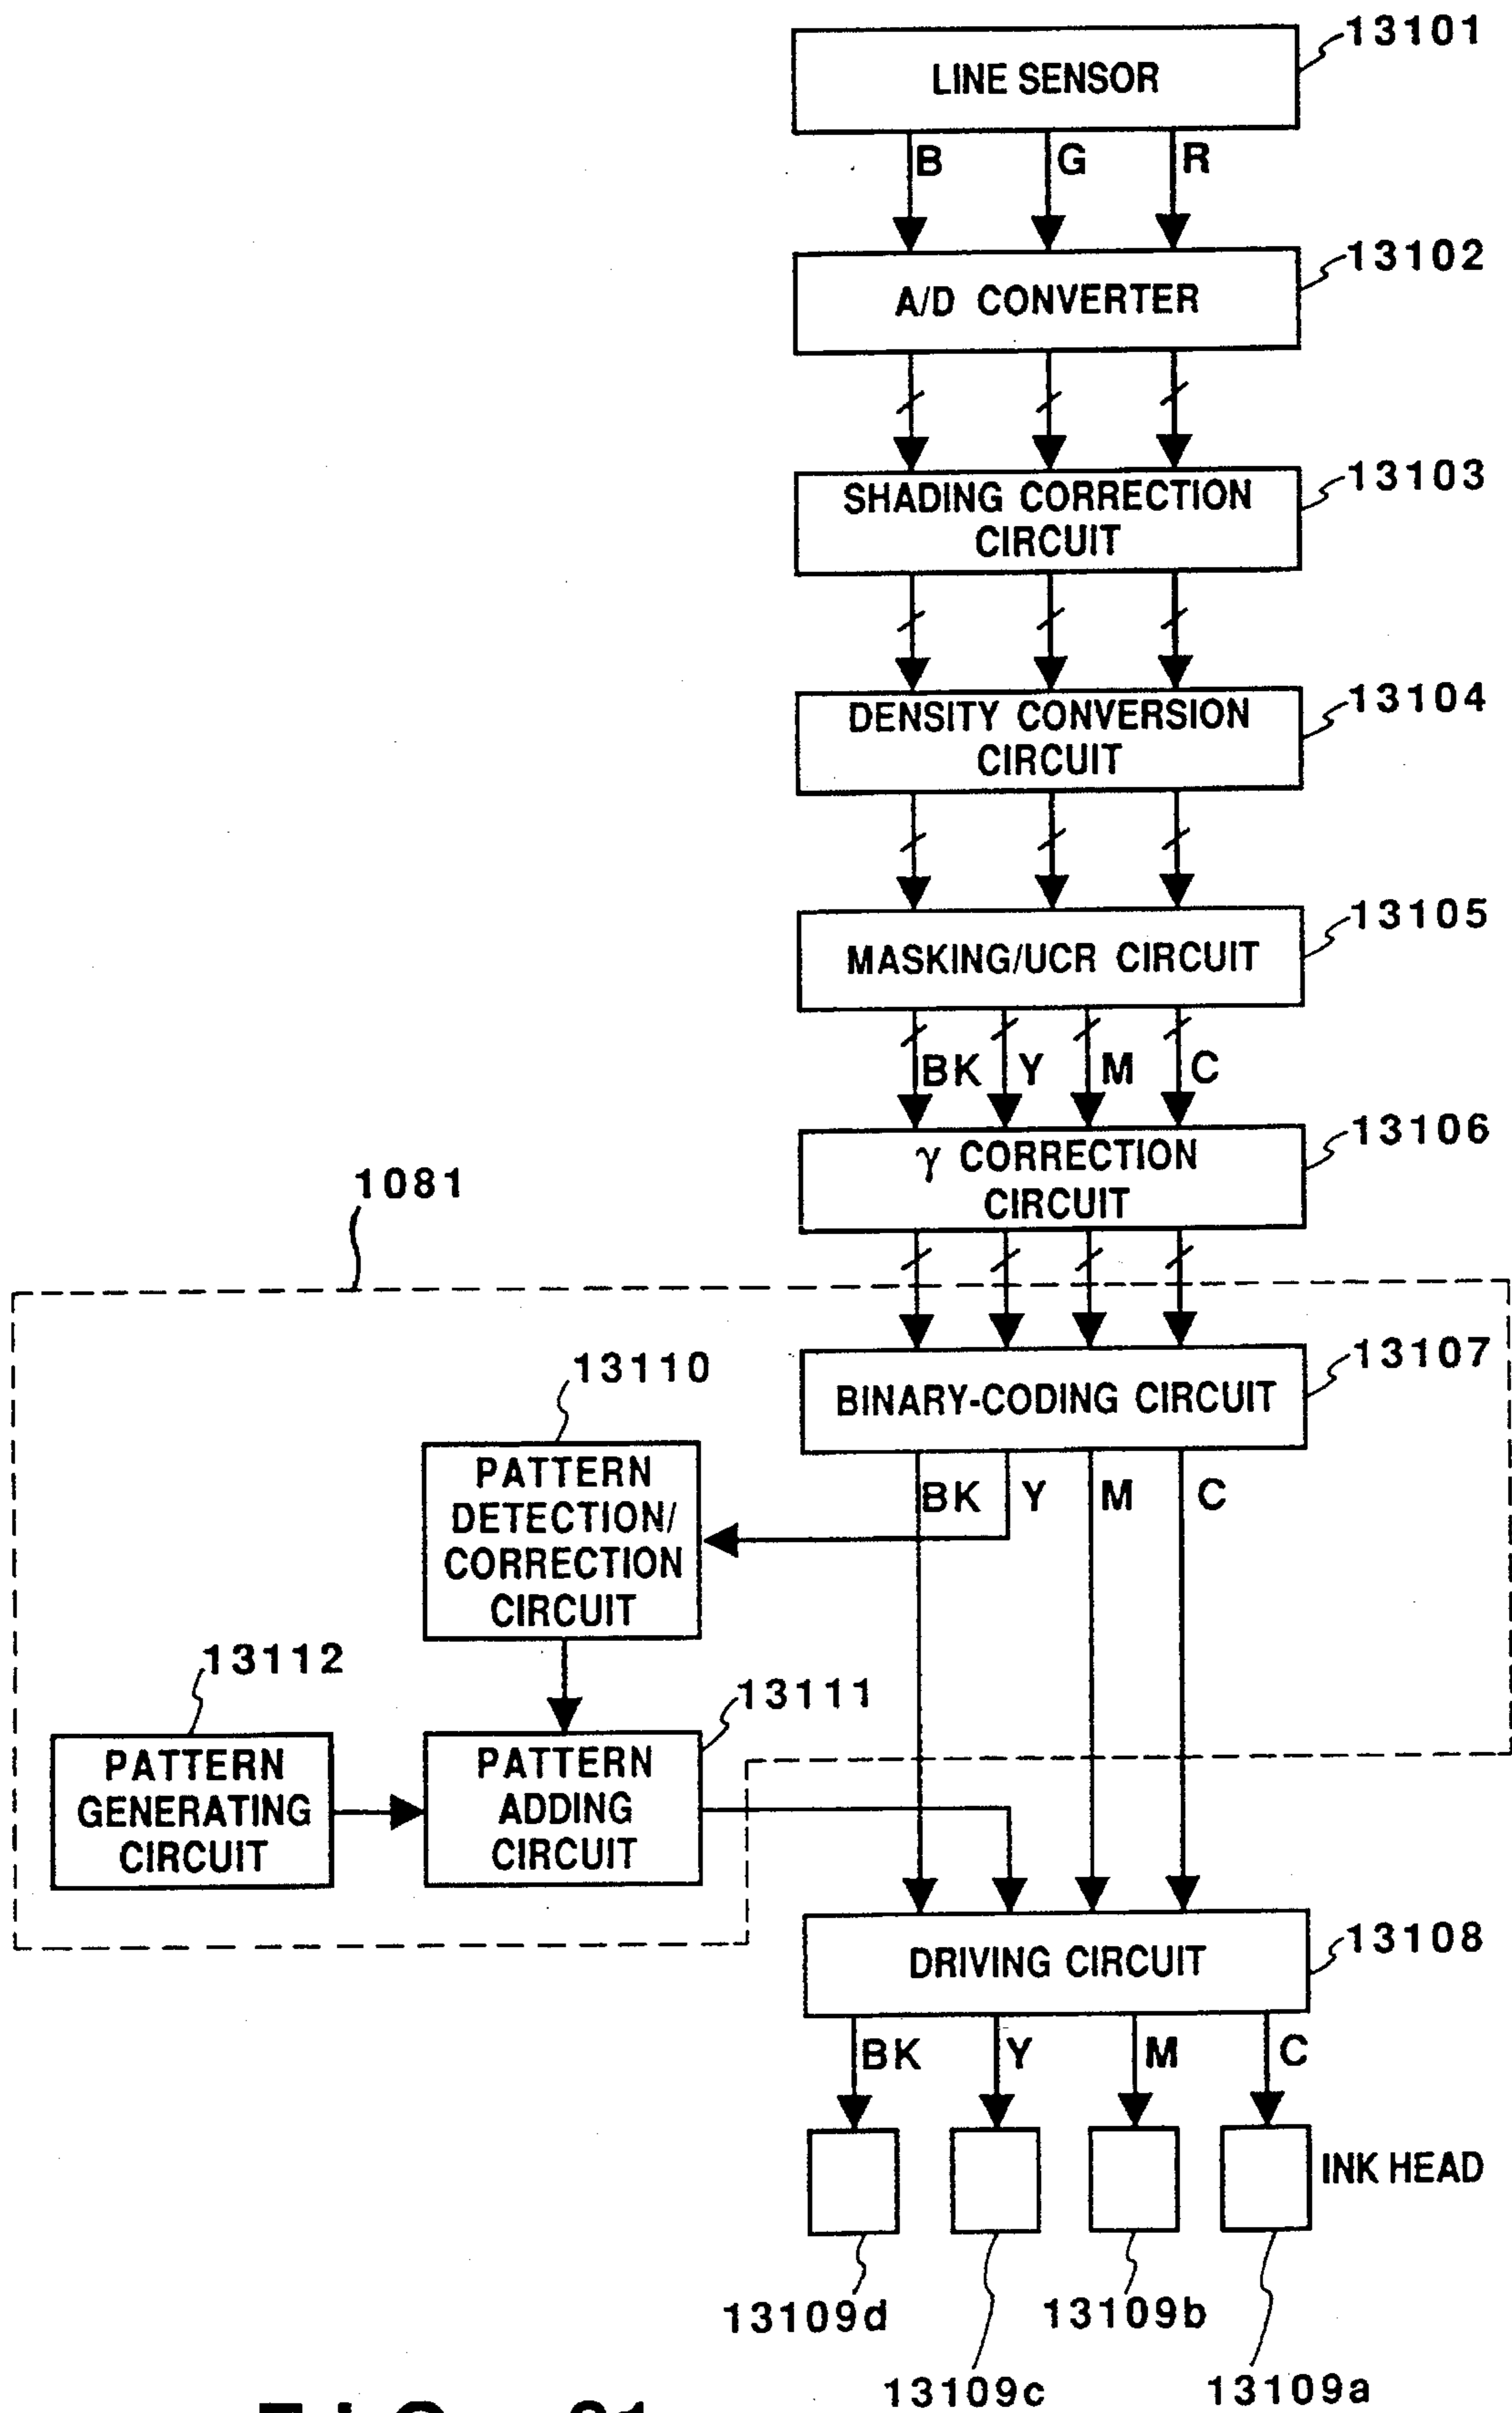 13101
LINE SENSOR
B G R
13102
A/D CONVERTER
13103
SHADING CORRECTION
CIRCUIT
13104
DENSITY CONVERSION
CIRCUIT
13105
MASKING/UCR CIRCUIT
BK Y M C
13106
γ CORRECTION
CIRCUIT
1081
13107
BINARY-CODING CIRCUIT
BK Y M C
13110
PATTERN
DETECTION/
CORRECTION
CIRCUIT
13112
PATTERN
GENERATING
CIRCUIT
13111
PATTERN
ADDING
CIRCUIT
13108
DRIVING CIRCUIT
BK Y M C
INK HEAD
13109d
13109b
13109c
13109a